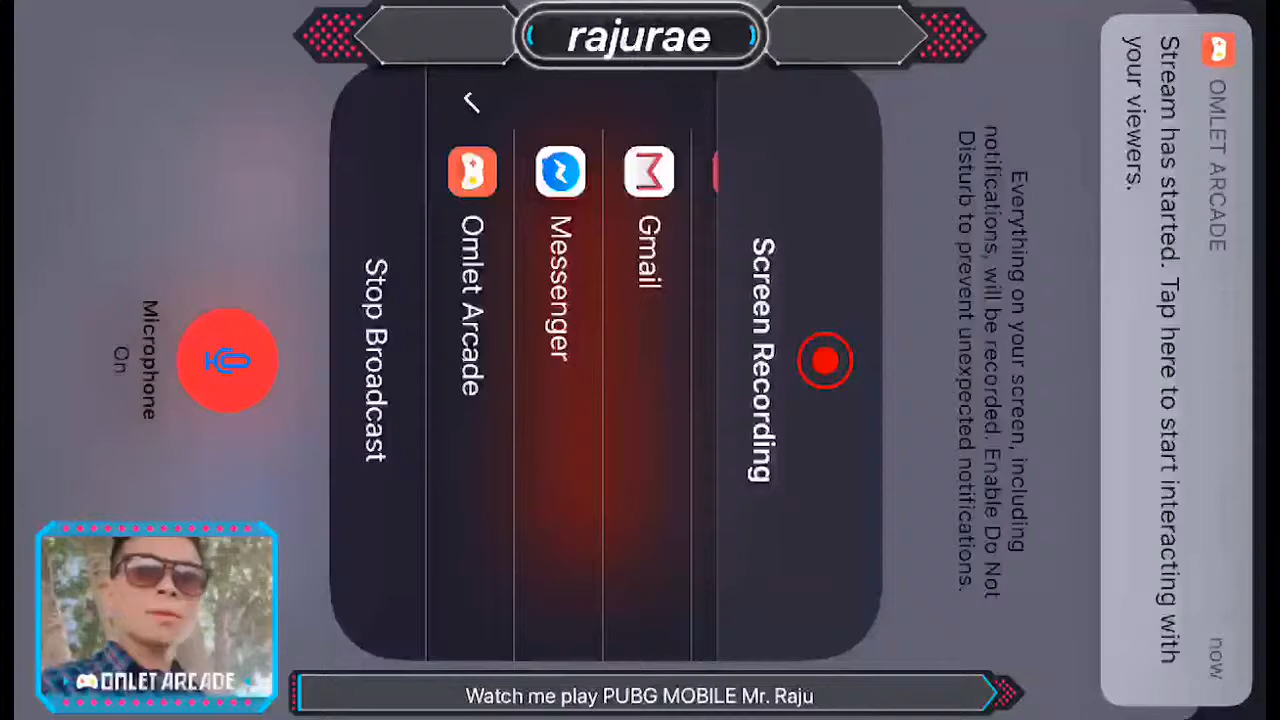 rajurae
OMLET ARCADE
now
Stream has started. Tap here to start interacting with
your viewers.
Everything on your screen, including
notifications, will be recorded. Enable Do Not
Disturb to prevent unexpected notifications.
Screen Recording
Gmail
Messenger
Omlet Arcade
Stop Broadcast
Microphone
On
OMLET ARCADE
Watch me play PUBG MOBILE Mr. Raju